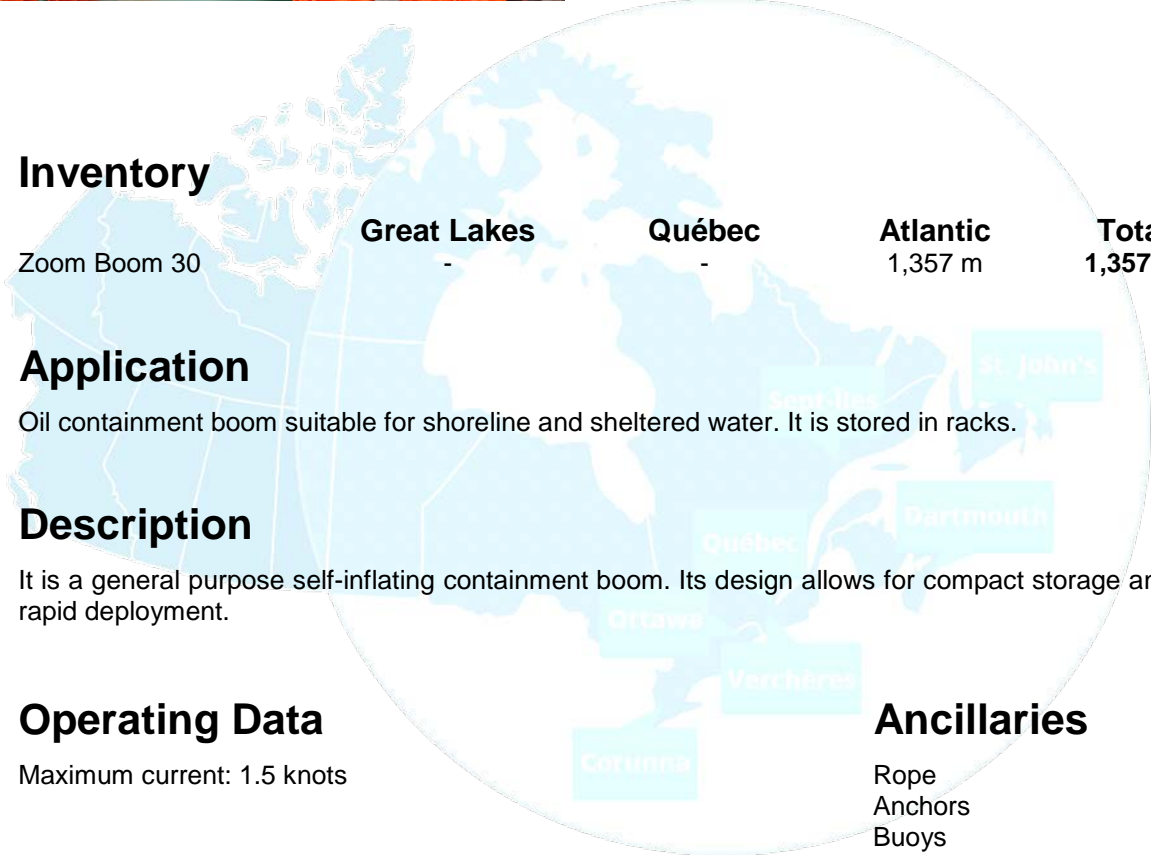 Inventory
Great Lakes Québec Atlantic Tota
Zoom Boom 30 - - 1,357 m 1,357
Application
St. John's
Sept-Îles
Oil containment boom suitable for shoreline and sheltered water. It is stored in racks.
Description
Dartmouth
Québec
It is a general purpose self-inflating containment boom. Its design allows for compact storage a
rapid deployment.
Ottawa
Verchères
Operating Data Ancillaries
Corunna
Maximum current: 1.5 knots Rope
Anchors
Buoys